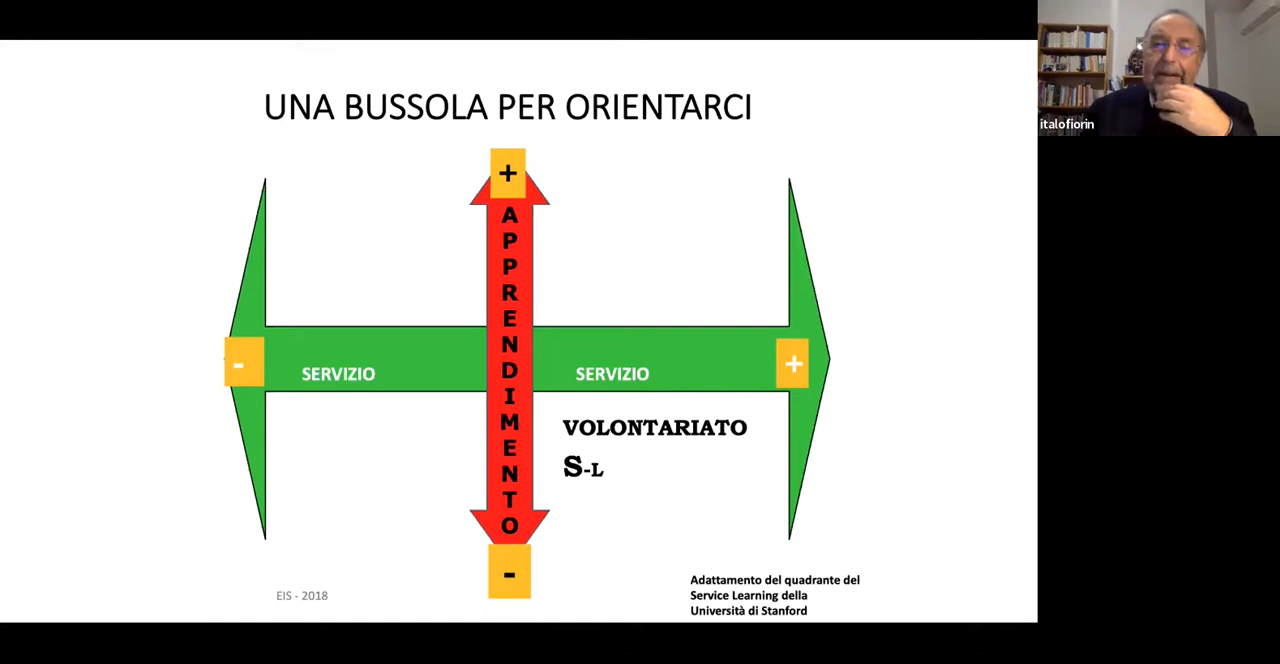 UNA BUSSOLA PER ORIENTARCI
+
APPRENDIMENTO
-
SERVIZIO
SERVIZIO
+
VOLONTARIATO
S-L
-
EIS - 2018
Adattamento del quadrante del
Service Learning della
Università di Stanford
italofiorin